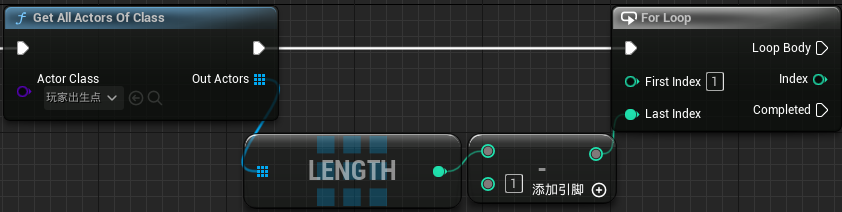 Get All Actors Of Class
For Loop
Loop Body
Actor Class
Out Actors
First Index 1
Index
玩家出生点
Last Index
Completed
LENGTH
-
1
添加引脚